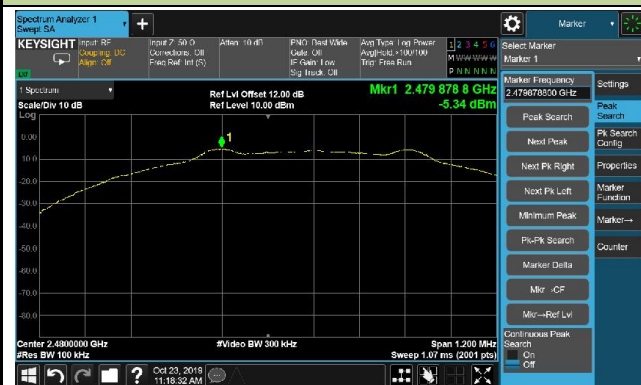 Spectrum Analyzer 1
Swept SA
Marker
KEYSIGHT
Input: RF
Coupling: DC
Align: Off
Input Z: 50 Ω
Corrections: Off
Freq Ref: Int (S)
Atten: 10 dB
PNO: Best Wide
Gate: Off
IF Gain: Low
Sig Track: Off
Avg Type: Log Power
Avg|Hold:>100/100
Trig: Free Run
1 2 3 4 5 6
M W W W W W
P N N N N N
Select Marker
Marker 1
1 Spectrum
Scale/Div 10 dB
Log
Ref Lvl Offset 12.00 dB
Ref Level 10.00 dBm
Mkr1 2.479 878 8 GHz
-5.34 dBm
Marker Frequency
2.479878800 GHz
Peak Search
Next Peak
Next Pk Right
Next Pk Left
Minimum Peak
Pk-Pk Search
Marker Delta
Mkr→CF
Mkr→Ref Lvl
Continuous Peak
Search
On
Off
Settings
Peak
Search
Pk Search
Config
Properties
Marker
Function
Marker→
Counter
1
0.00
-10.0
-20.0
-30.0
-40.0
-50.0
-60.0
-70.0
-80.0
Center 2.4800000 GHz
#Res BW 100 kHz
#Video BW 300 kHz
Span 1.200 MHz
Sweep 1.07 ms (2001 pts)
Oct 23, 2019
11:18:32 AM